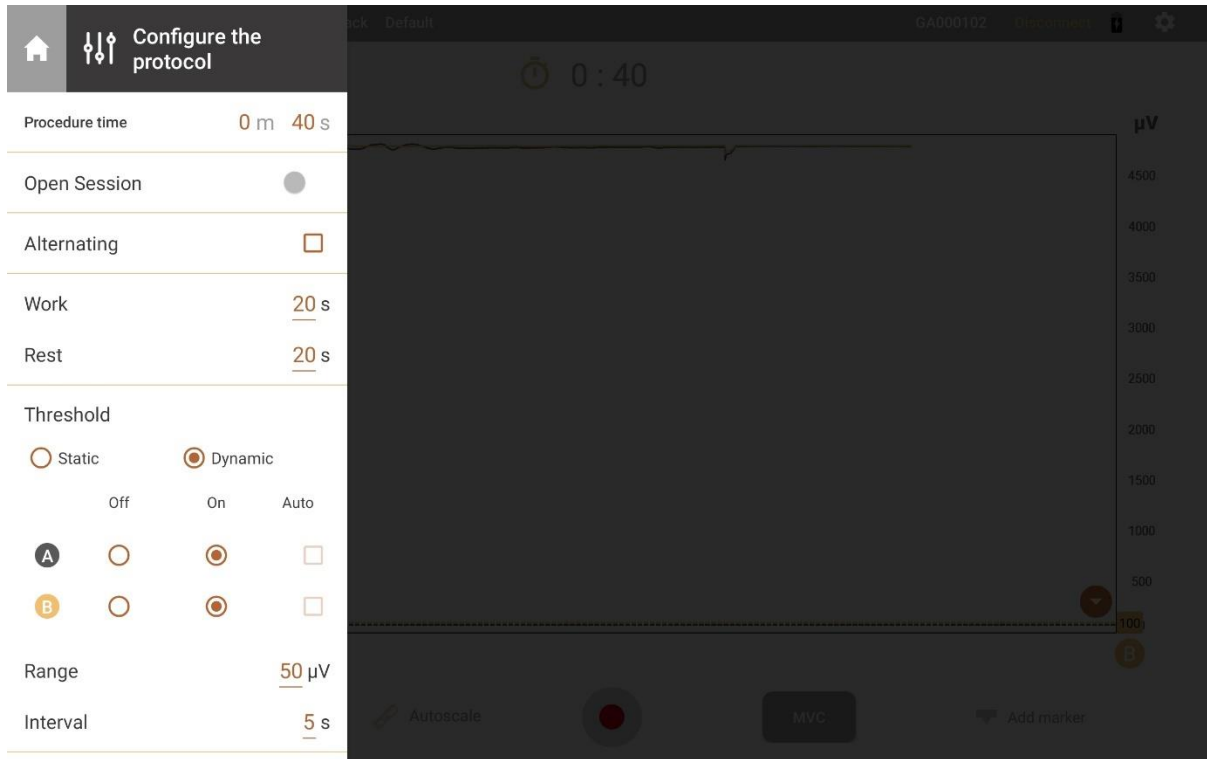 Configure the
protocol
ock Default
GA000102 Disconnect
0 : 40
Procedure time 0 m 40 s
µV
Open Session
4500
Alternating
4000
3500
Work 20 s
3000
Rest 20 s
2500
Threshold
2000
Static Dynamic
1500
Off On Auto
1000
A
500
B
100
B
Range 50 µV
Interval 5 s
Autoscale
MVC
Add marker